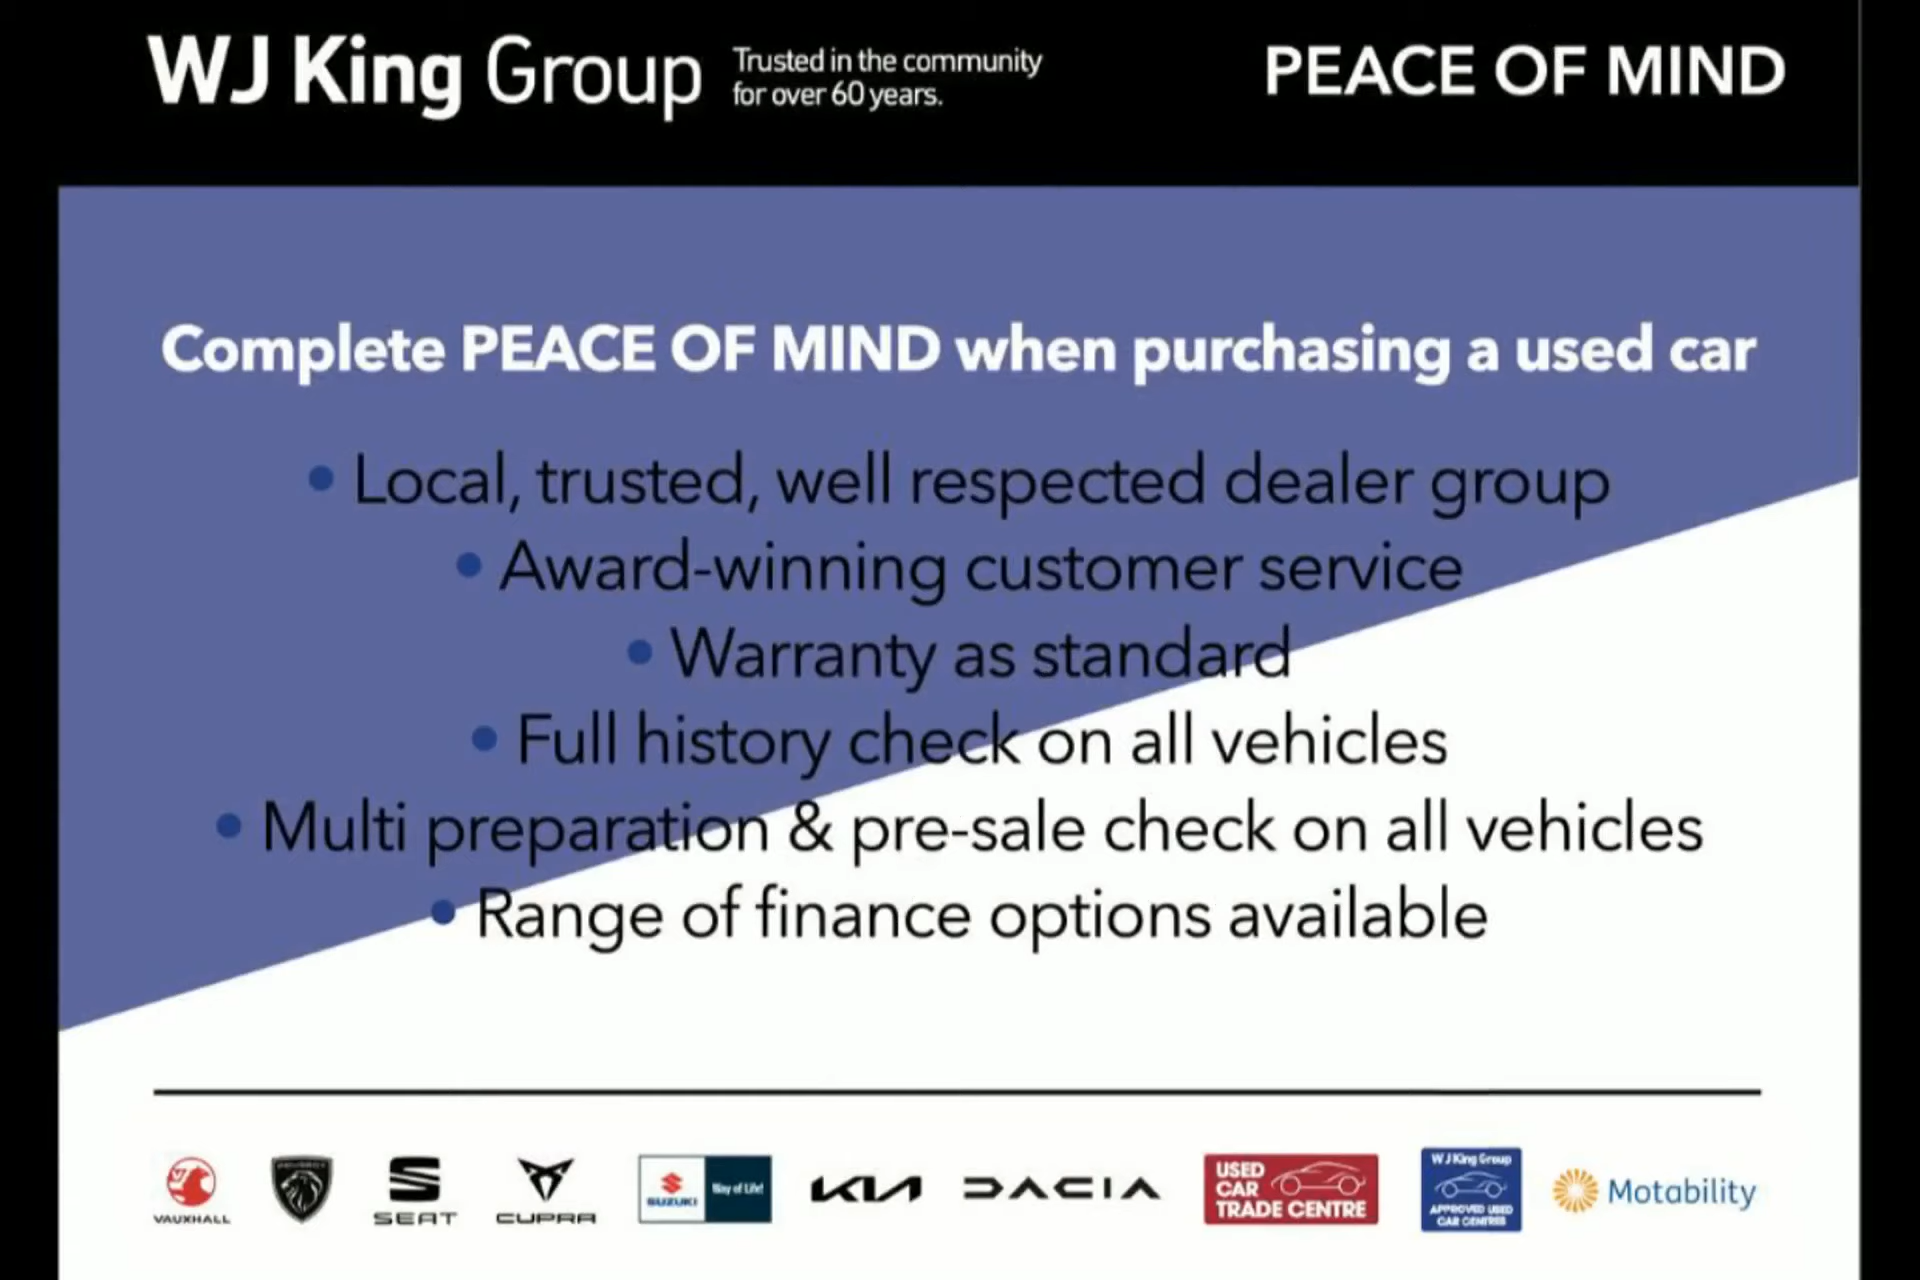 WJ King Group
Trusted in the community
for over 60 years.
PEACE OF MIND
Complete PEACE OF MIND when purchasing a used car
• Local, trusted, well respected dealer group
• Award-winning customer service
• Warranty as standard
• Full history check on all vehicles
• Multi preparation & pre-sale check on all vehicles
• Range of finance options available
VAUXHALL
PEUGEOT
SEAT
CUPRA
SUZUKI
Way of Life!
KIA
DACIA
USED
CAR
TRADE CENTRE
WJ King Group
APPROVED USED
CAR CENTRES
Motability